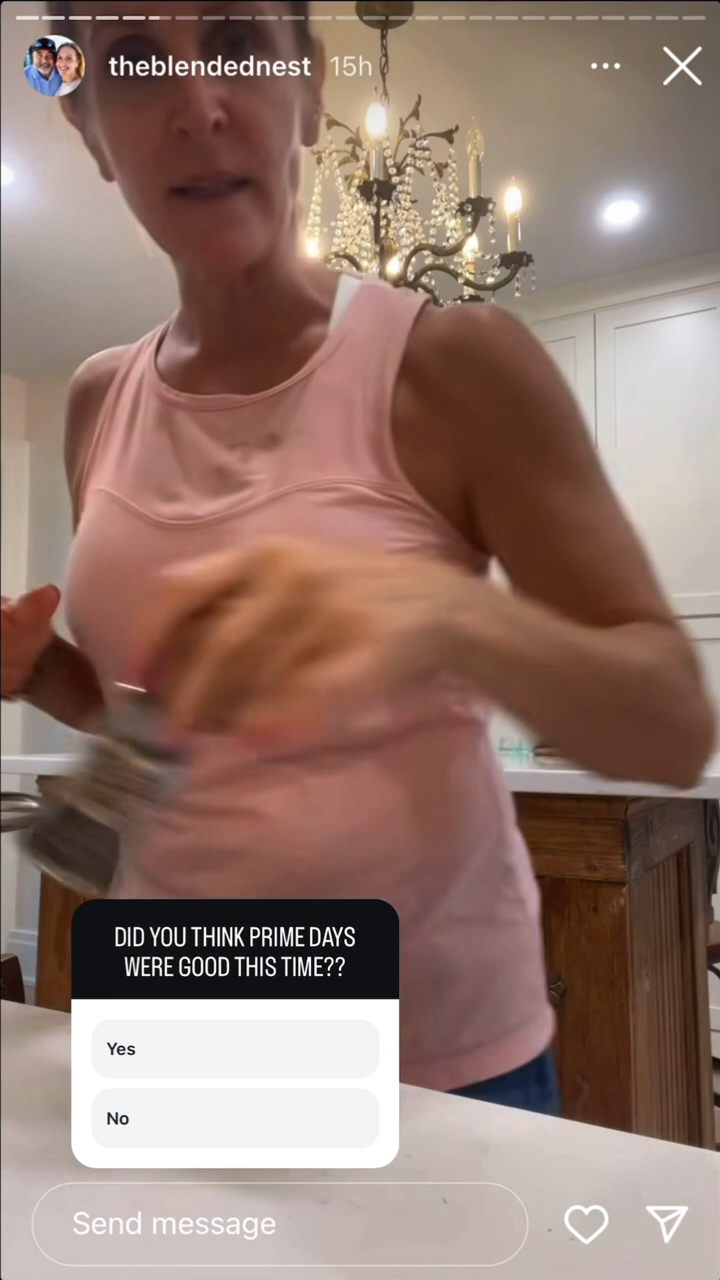 theblendednest 15h
DID YOU THINK PRIME DAYS
WERE GOOD THIS TIME??
Yes
No
Send message